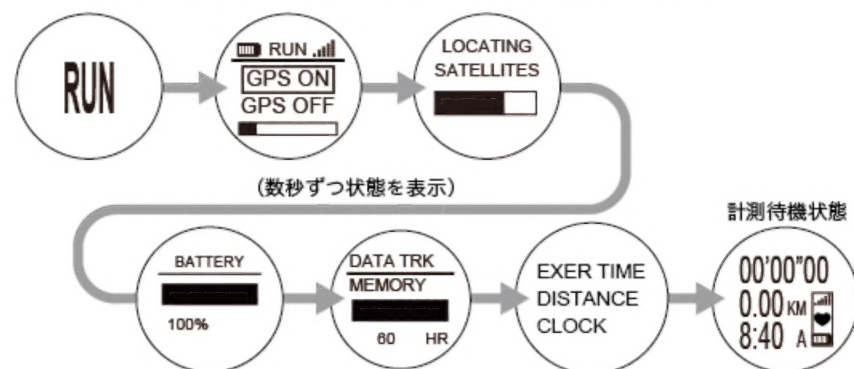 RUN
RUN
GPS ON
GPS OFF
LOCATING
SATELLITES
(数秒ずつ状態を表示)
計測待機状態
BATTERY
100%
DATA TRK
MEMORY
60 HR
EXER TIME
DISTANCE
CLOCK
00'00"00
0.00 KM
8:40 A